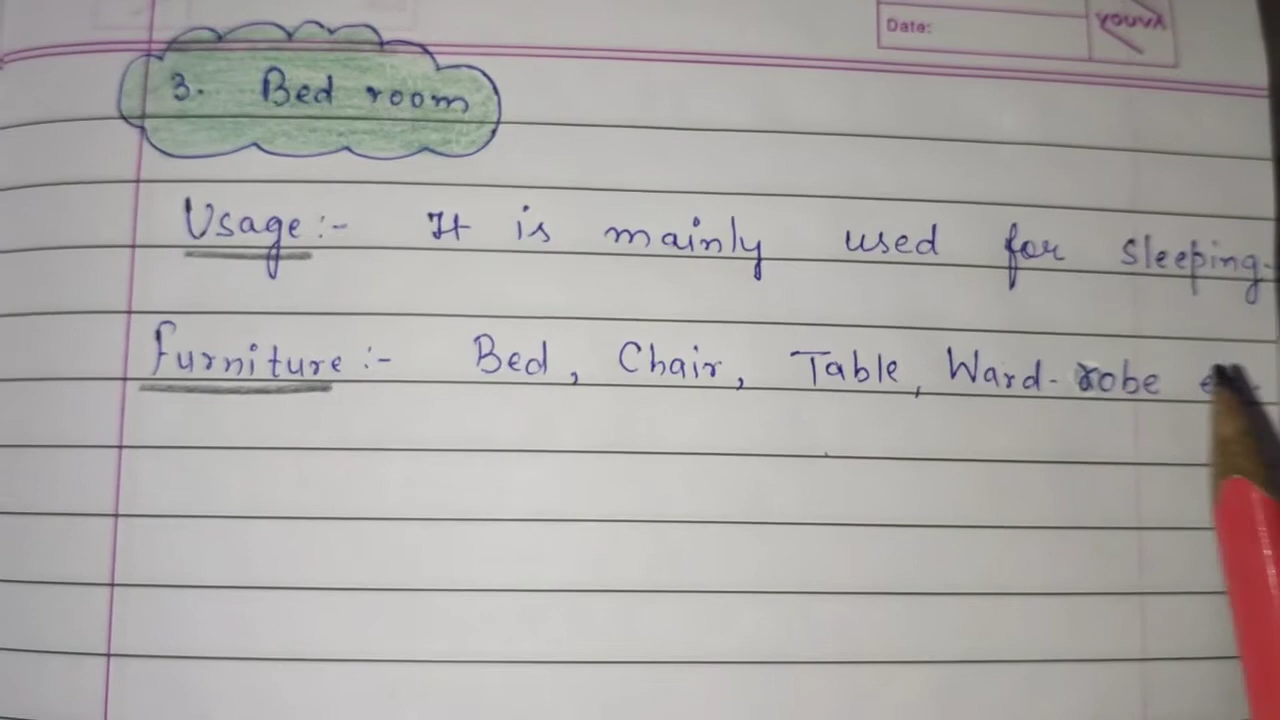 Date:
YOUVA
3. Bed room
Usage:- It is mainly used for sleeping.
Furniture:- Bed, Chair, Table, Ward-robe